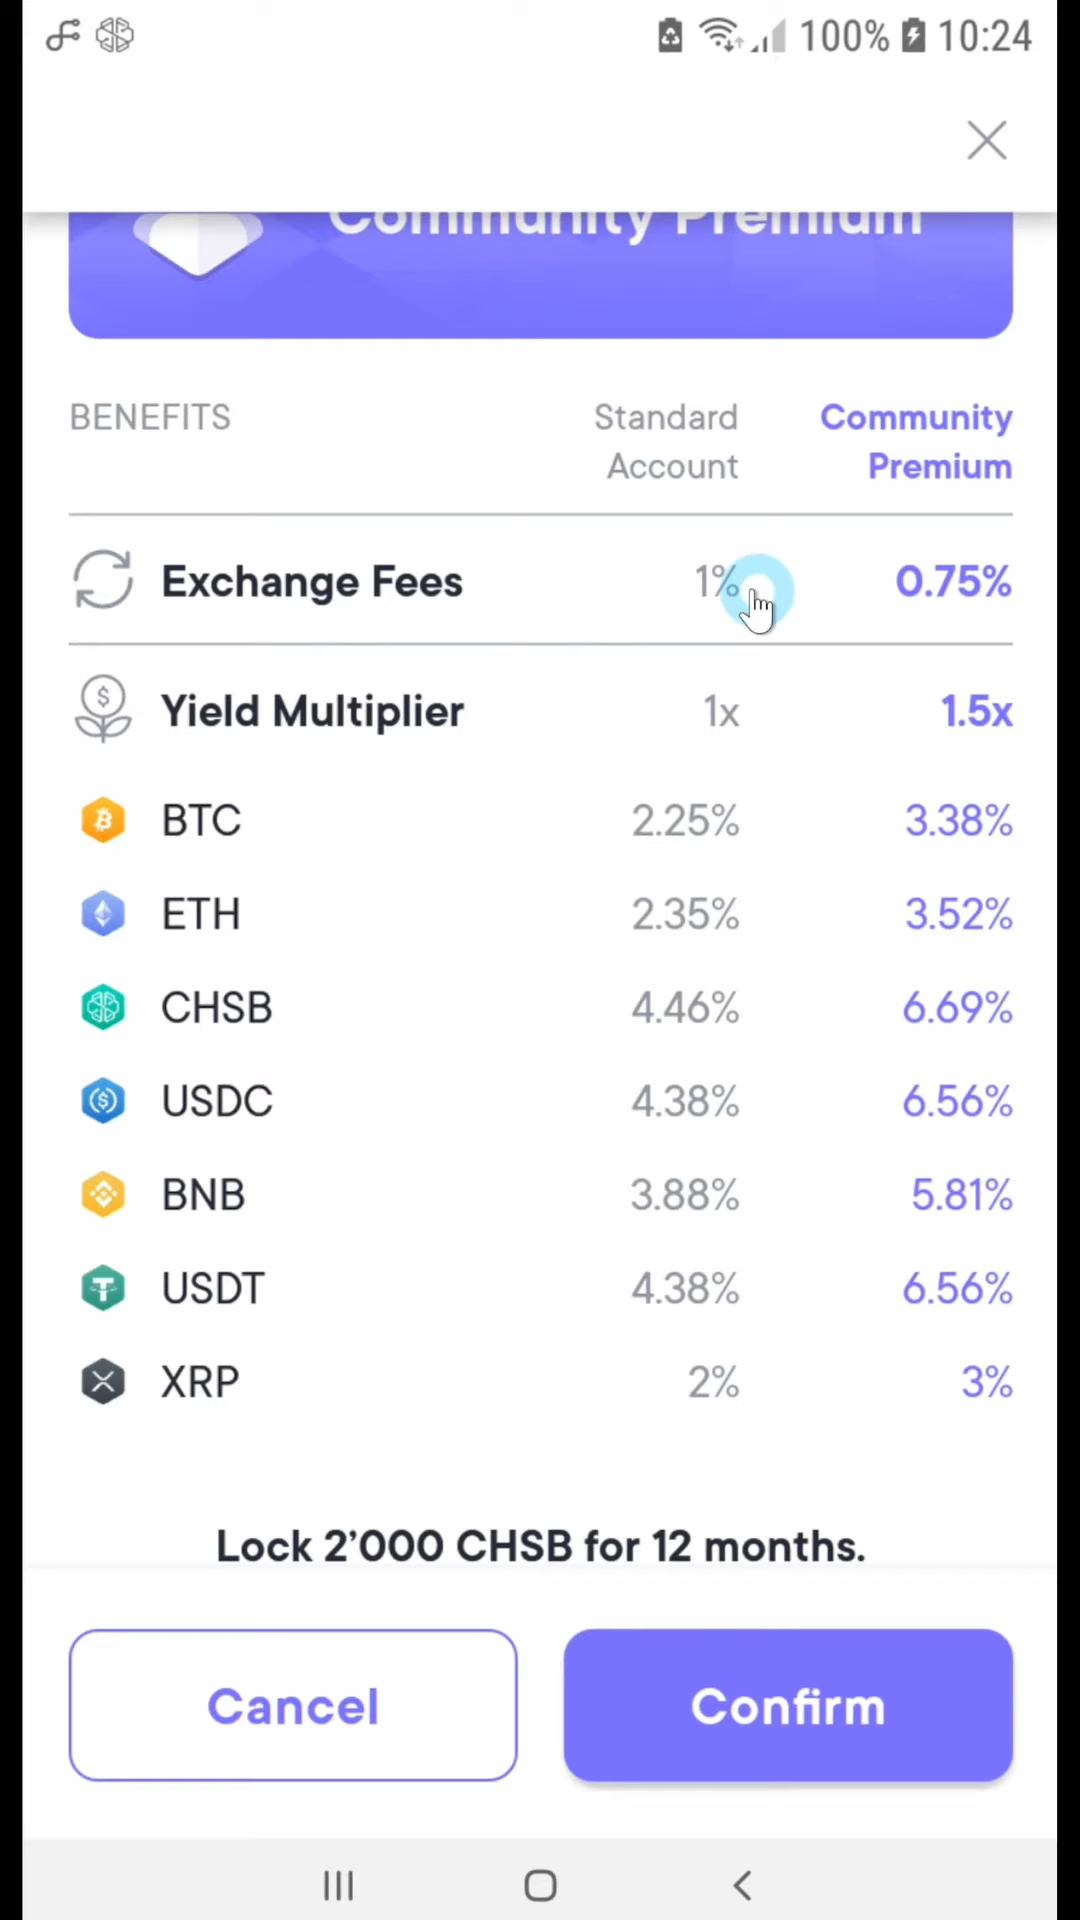 100% 10:24
Community Premium
BENEFITS Standard Account Community Premium
Exchange Fees 1% 0.75%
Yield Multiplier 1x 1.5x
BTC 2.25% 3.38%
ETH 2.35% 3.52%
CHSB 4.46% 6.69%
USDC 4.38% 6.56%
BNB 3.88% 5.81%
USDT 4.38% 6.56%
XRP 2% 3%
Lock 2’000 CHSB for 12 months.
Cancel Confirm